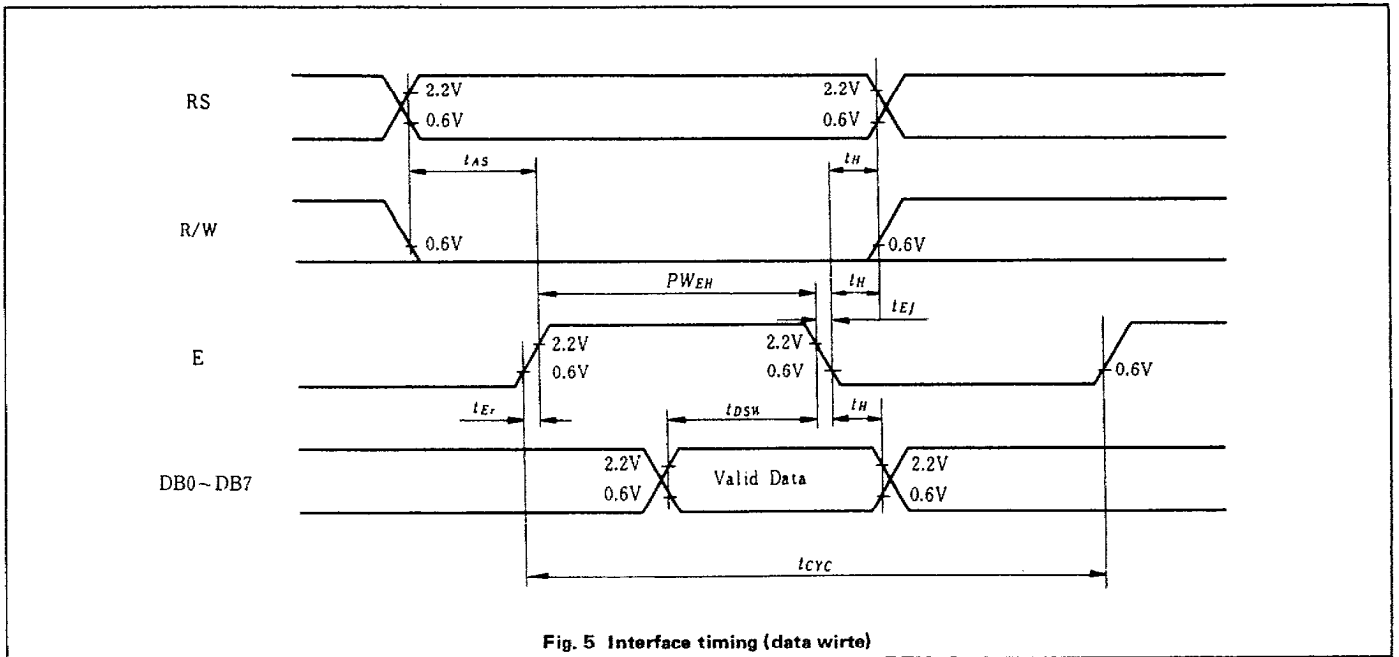 RS
2.2V
2.2V
0.6V
0.6V
tAS
tH
R/W
0.6V
0.6V
PWEH
tH
tEf
E
2.2V
2.2V
0.6V
0.6V
0.6V
tEr
tDSW
tH
DB0~DB7
2.2V
Valid Data
2.2V
0.6V
0.6V
tCYC
Fig. 5 Interface timing (data wirte)